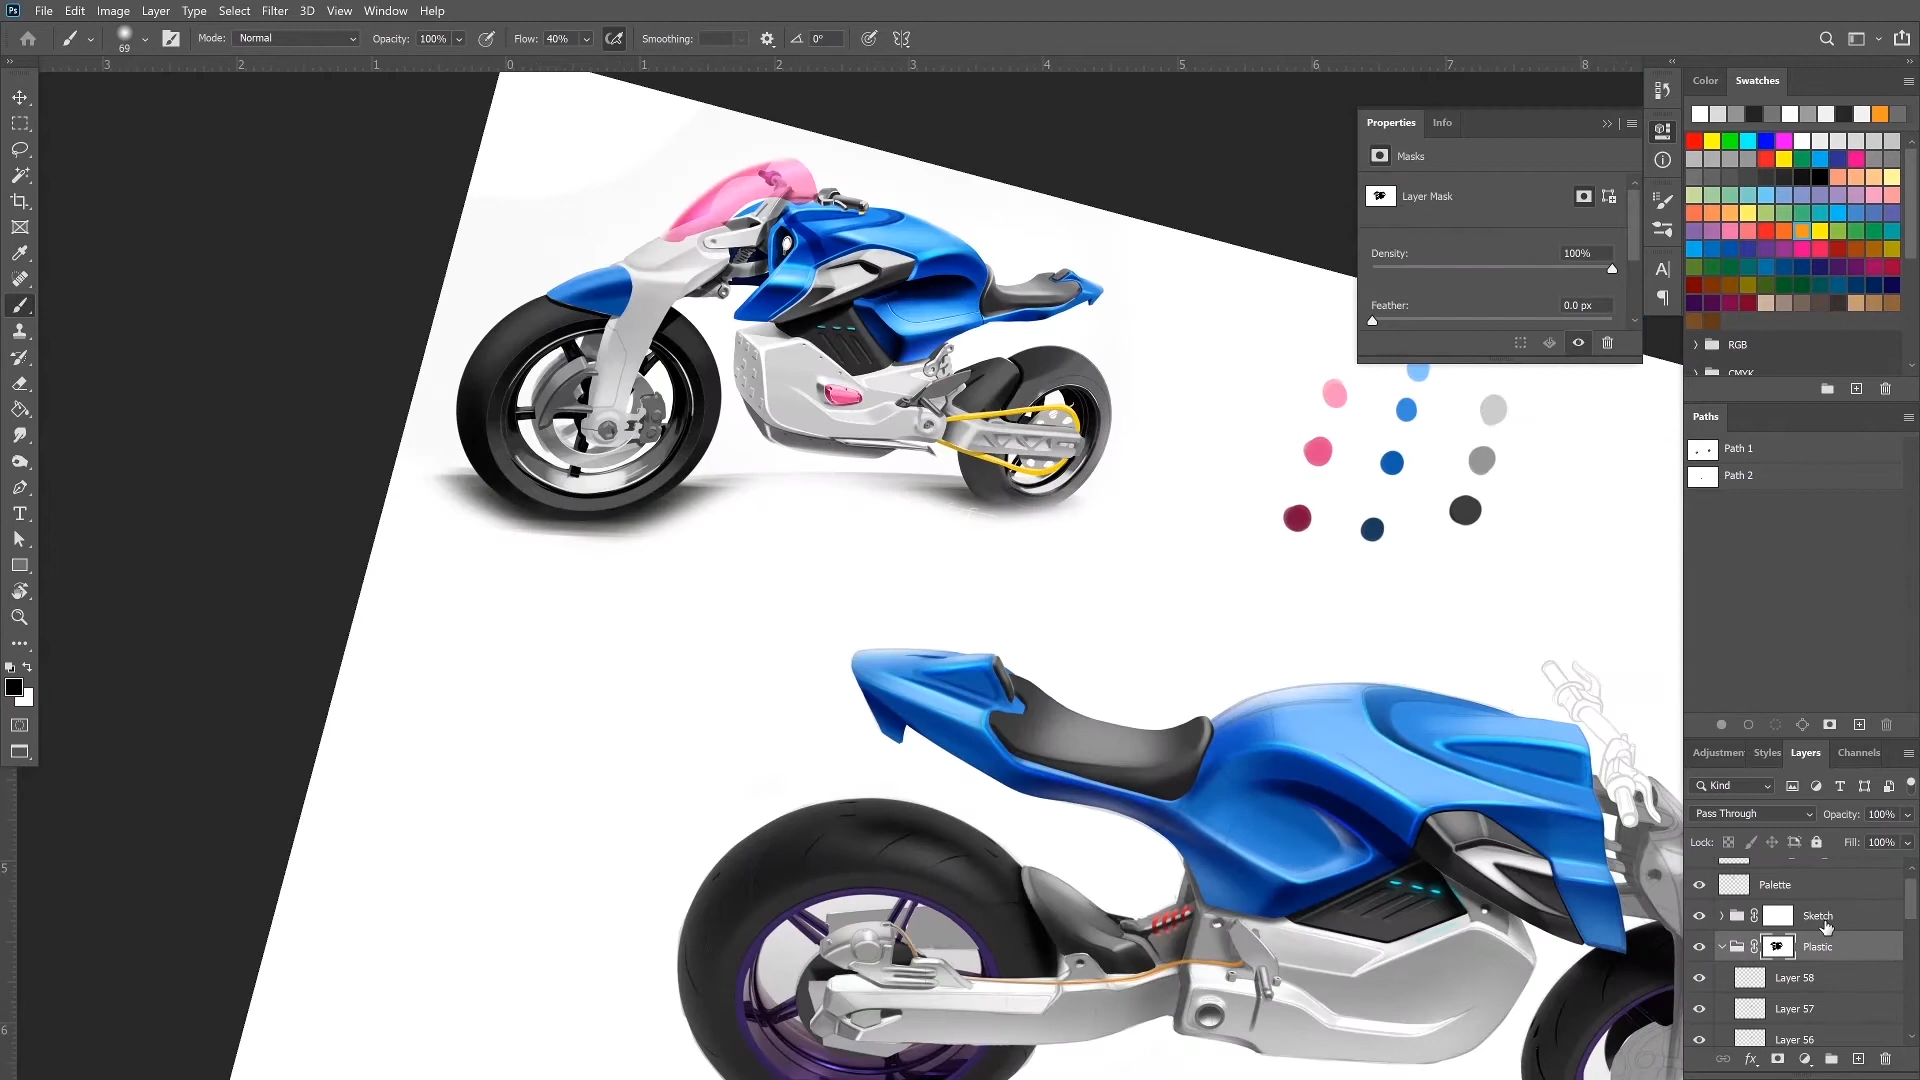 Ps File Edit Image Layer Type Select Filter 3D View Window Help
69 Mode: Normal Opacity: 100% Flow: 40% Smoothing: 0°
3 2 1 0 1 2 3 4 5 6 7 8
Color Swatches
Properties Info
Masks
Layer Mask
Density: 100%
Feather: 0.0 px
RGB
CMYK
Paths
Path 1
Path 2
Adjustmen Styles Layers Channels
Kind
Pass Through Opacity: 100%
Lock: Fill: 100%
5
Palette
Sketch
Plastic
Layer 58
Layer 57
6
Layer 56
fx